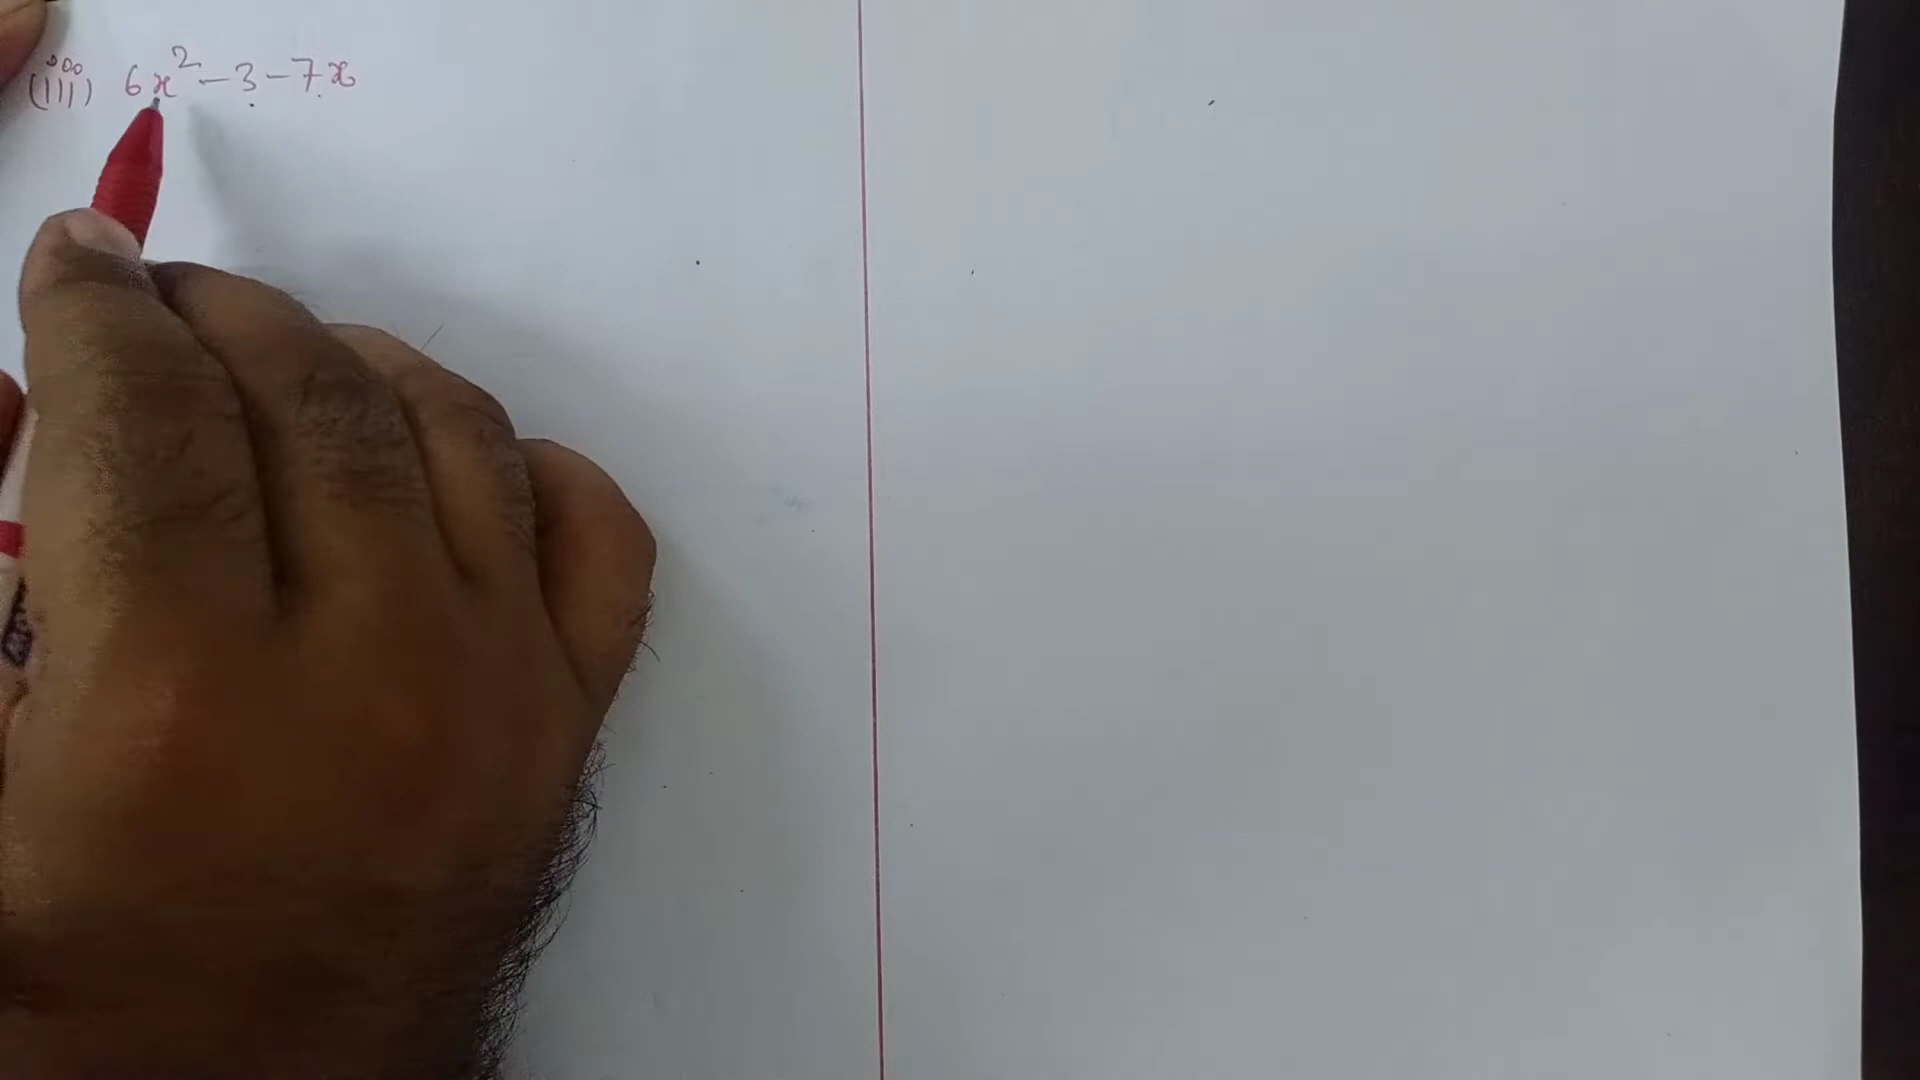 (iii) 6x² - 3 - 7x